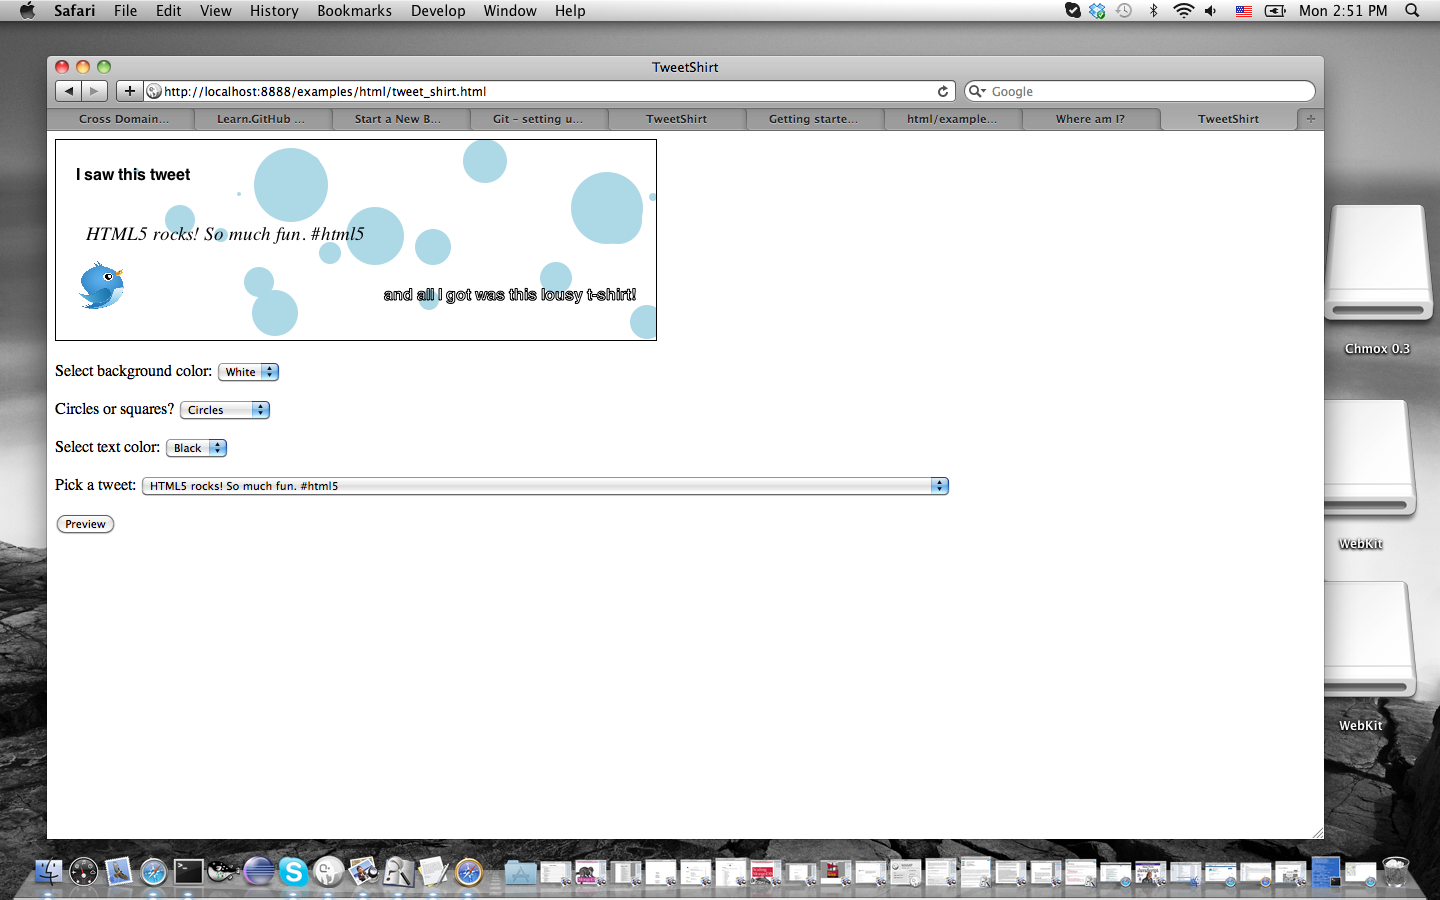 Safari File Edit View History Bookmarks Develop Window Help Mon 2:51 PM
TweetShirt
http://localhost:8888/examples/html/tweet_shirt.html Google
Cross Domain... Learn.GitHub ... Start a New B... Git – setting u... TweetShirt Getting starte... html/example... Where am I? TweetShirt
I saw this tweet
HTML5 rocks! So much fun. #html5
and all I got was this lousy t-shirt!
Select background color: White
Circles or squares? Circles
Select text color: Black
Pick a tweet: HTML5 rocks! So much fun. #html5
Preview
Chmox 0.3
WebKit
WebKit